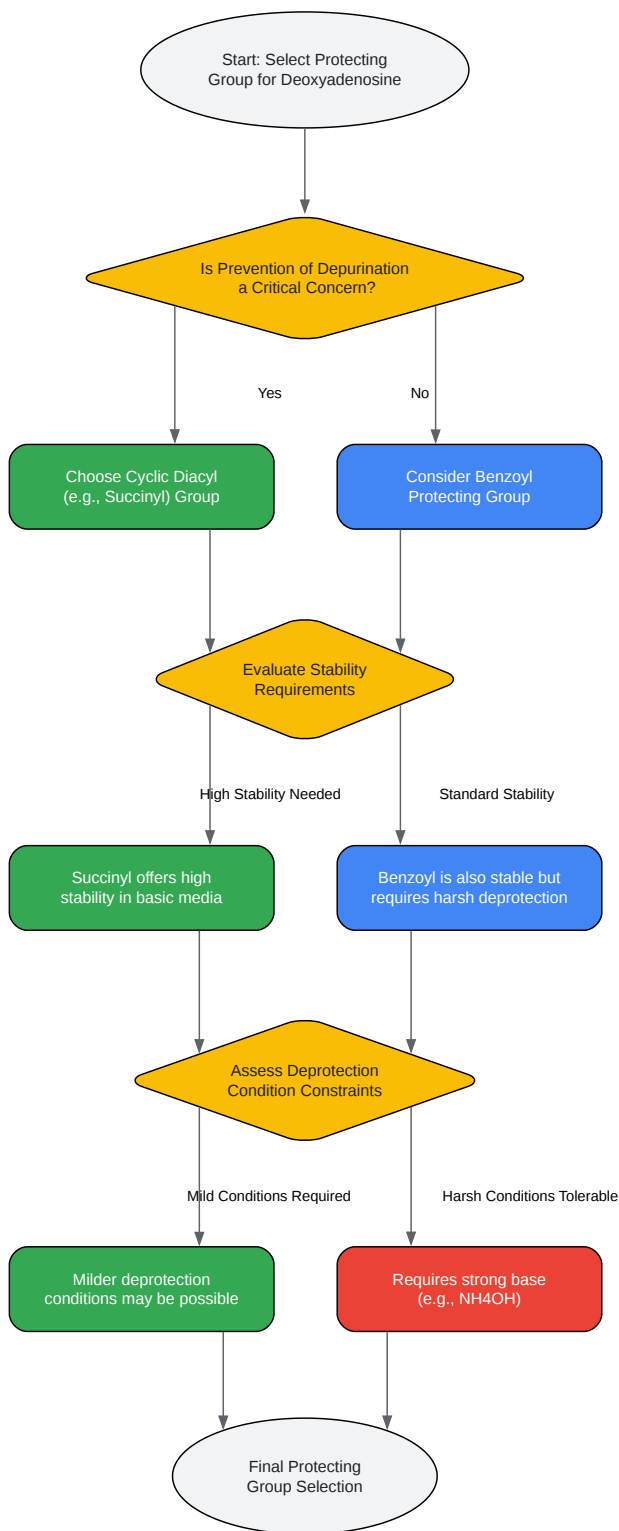 Start: Select Protecting
Group for Deoxyadenosine
Is Prevention of Depurination
a Critical Concern?
Yes
No
Choose Cyclic Diacyl
(e.g., Succinyl) Group
Consider Benzoyl
Protecting Group
Evaluate Stability
Requirements
High Stability Needed
Standard Stability
Succinyl offers high
stability in basic media
Benzoyl is also stable but
requires harsh deprotection
Assess Deprotection
Condition Constraints
Mild Conditions Required
Harsh Conditions Tolerable
Milder deprotection
conditions may be possible
Requires strong base
(e.g., NH4OH)
Final Protecting
Group Selection